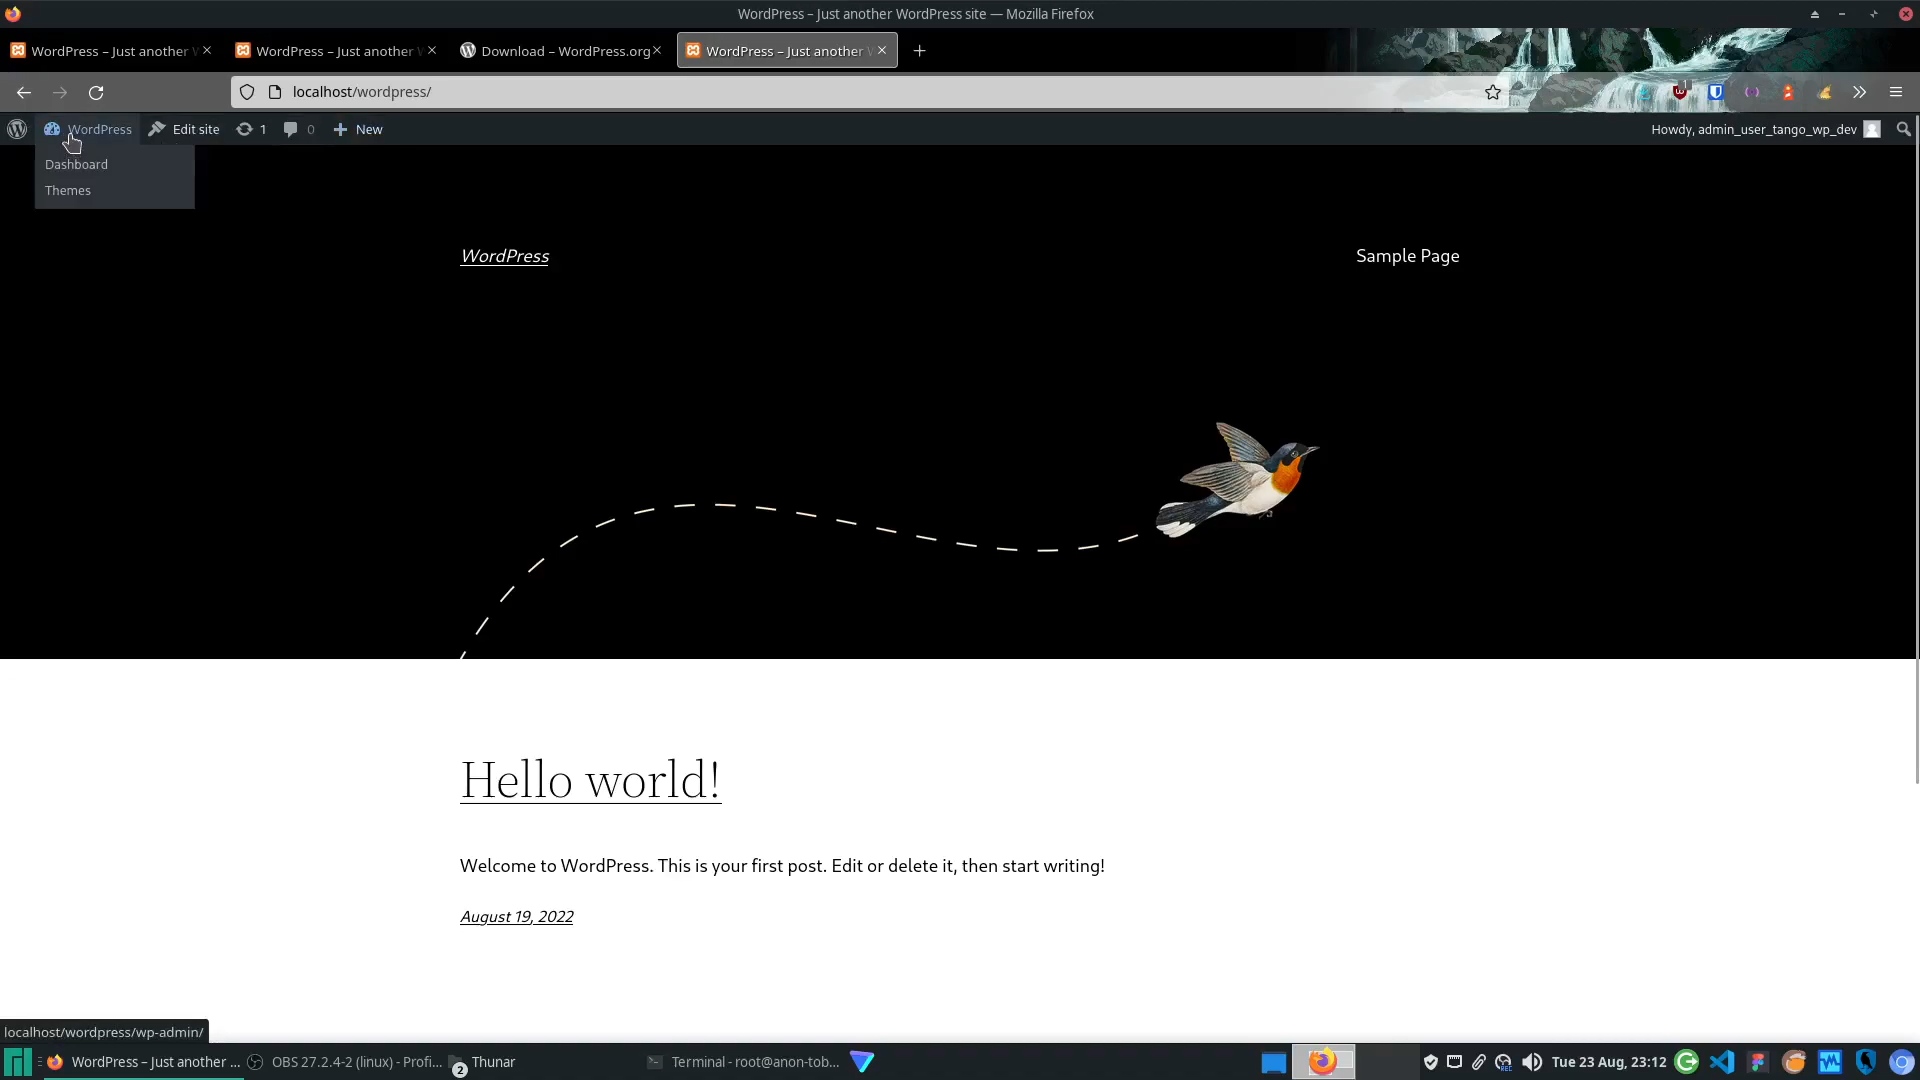 WordPress – Just another WordPress site — Mozilla Firefox
WordPress – Just another W
WordPress – Just another W
Download – WordPress.org
WordPress – Just another W
localhost/wordpress/
1
WordPress
Edit site
1
0
New
Howdy, admin_user_tango_wp_dev
Dashboard
Themes
WordPress
Sample Page
Hello world!
Welcome to WordPress. This is your first post. Edit or delete it, then start writing!
August 19, 2022
localhost/wordpress/wp-admin/
WordPress – Just another ...
OBS 27.2.4-2 (linux) - Profi...
2
Thunar
Terminal - root@anon-tob...
REC
Tue 23 Aug, 23:12